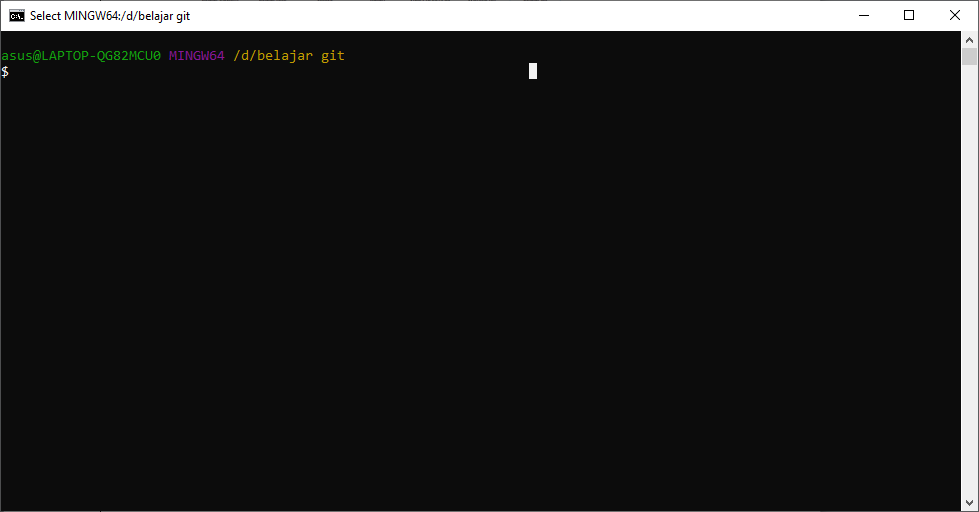 Select MINGW64:/d/belajar git
asus@LAPTOP-QG82MCU0 MINGW64 /d/belajar git
$